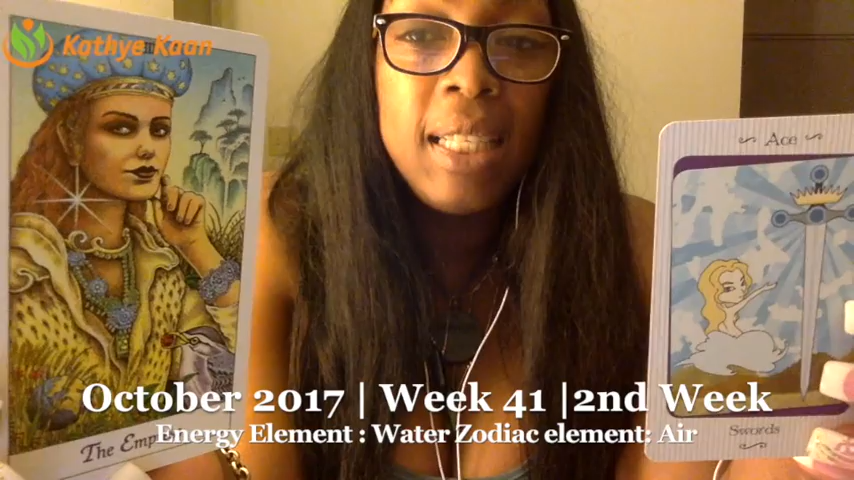 Kathye Kaan
Ace
October 2017 | Week 41 |2nd Week
Energy Element : Water Zodiac element: Air
The Emp
Swords